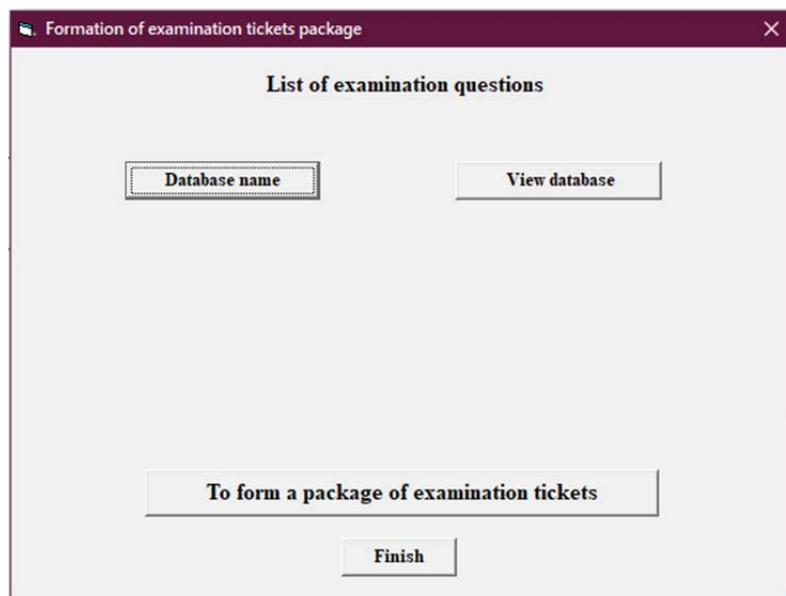 Formation of examination tickets package
List of examination questions
Database name
View database
To form a package of examination tickets
Finish